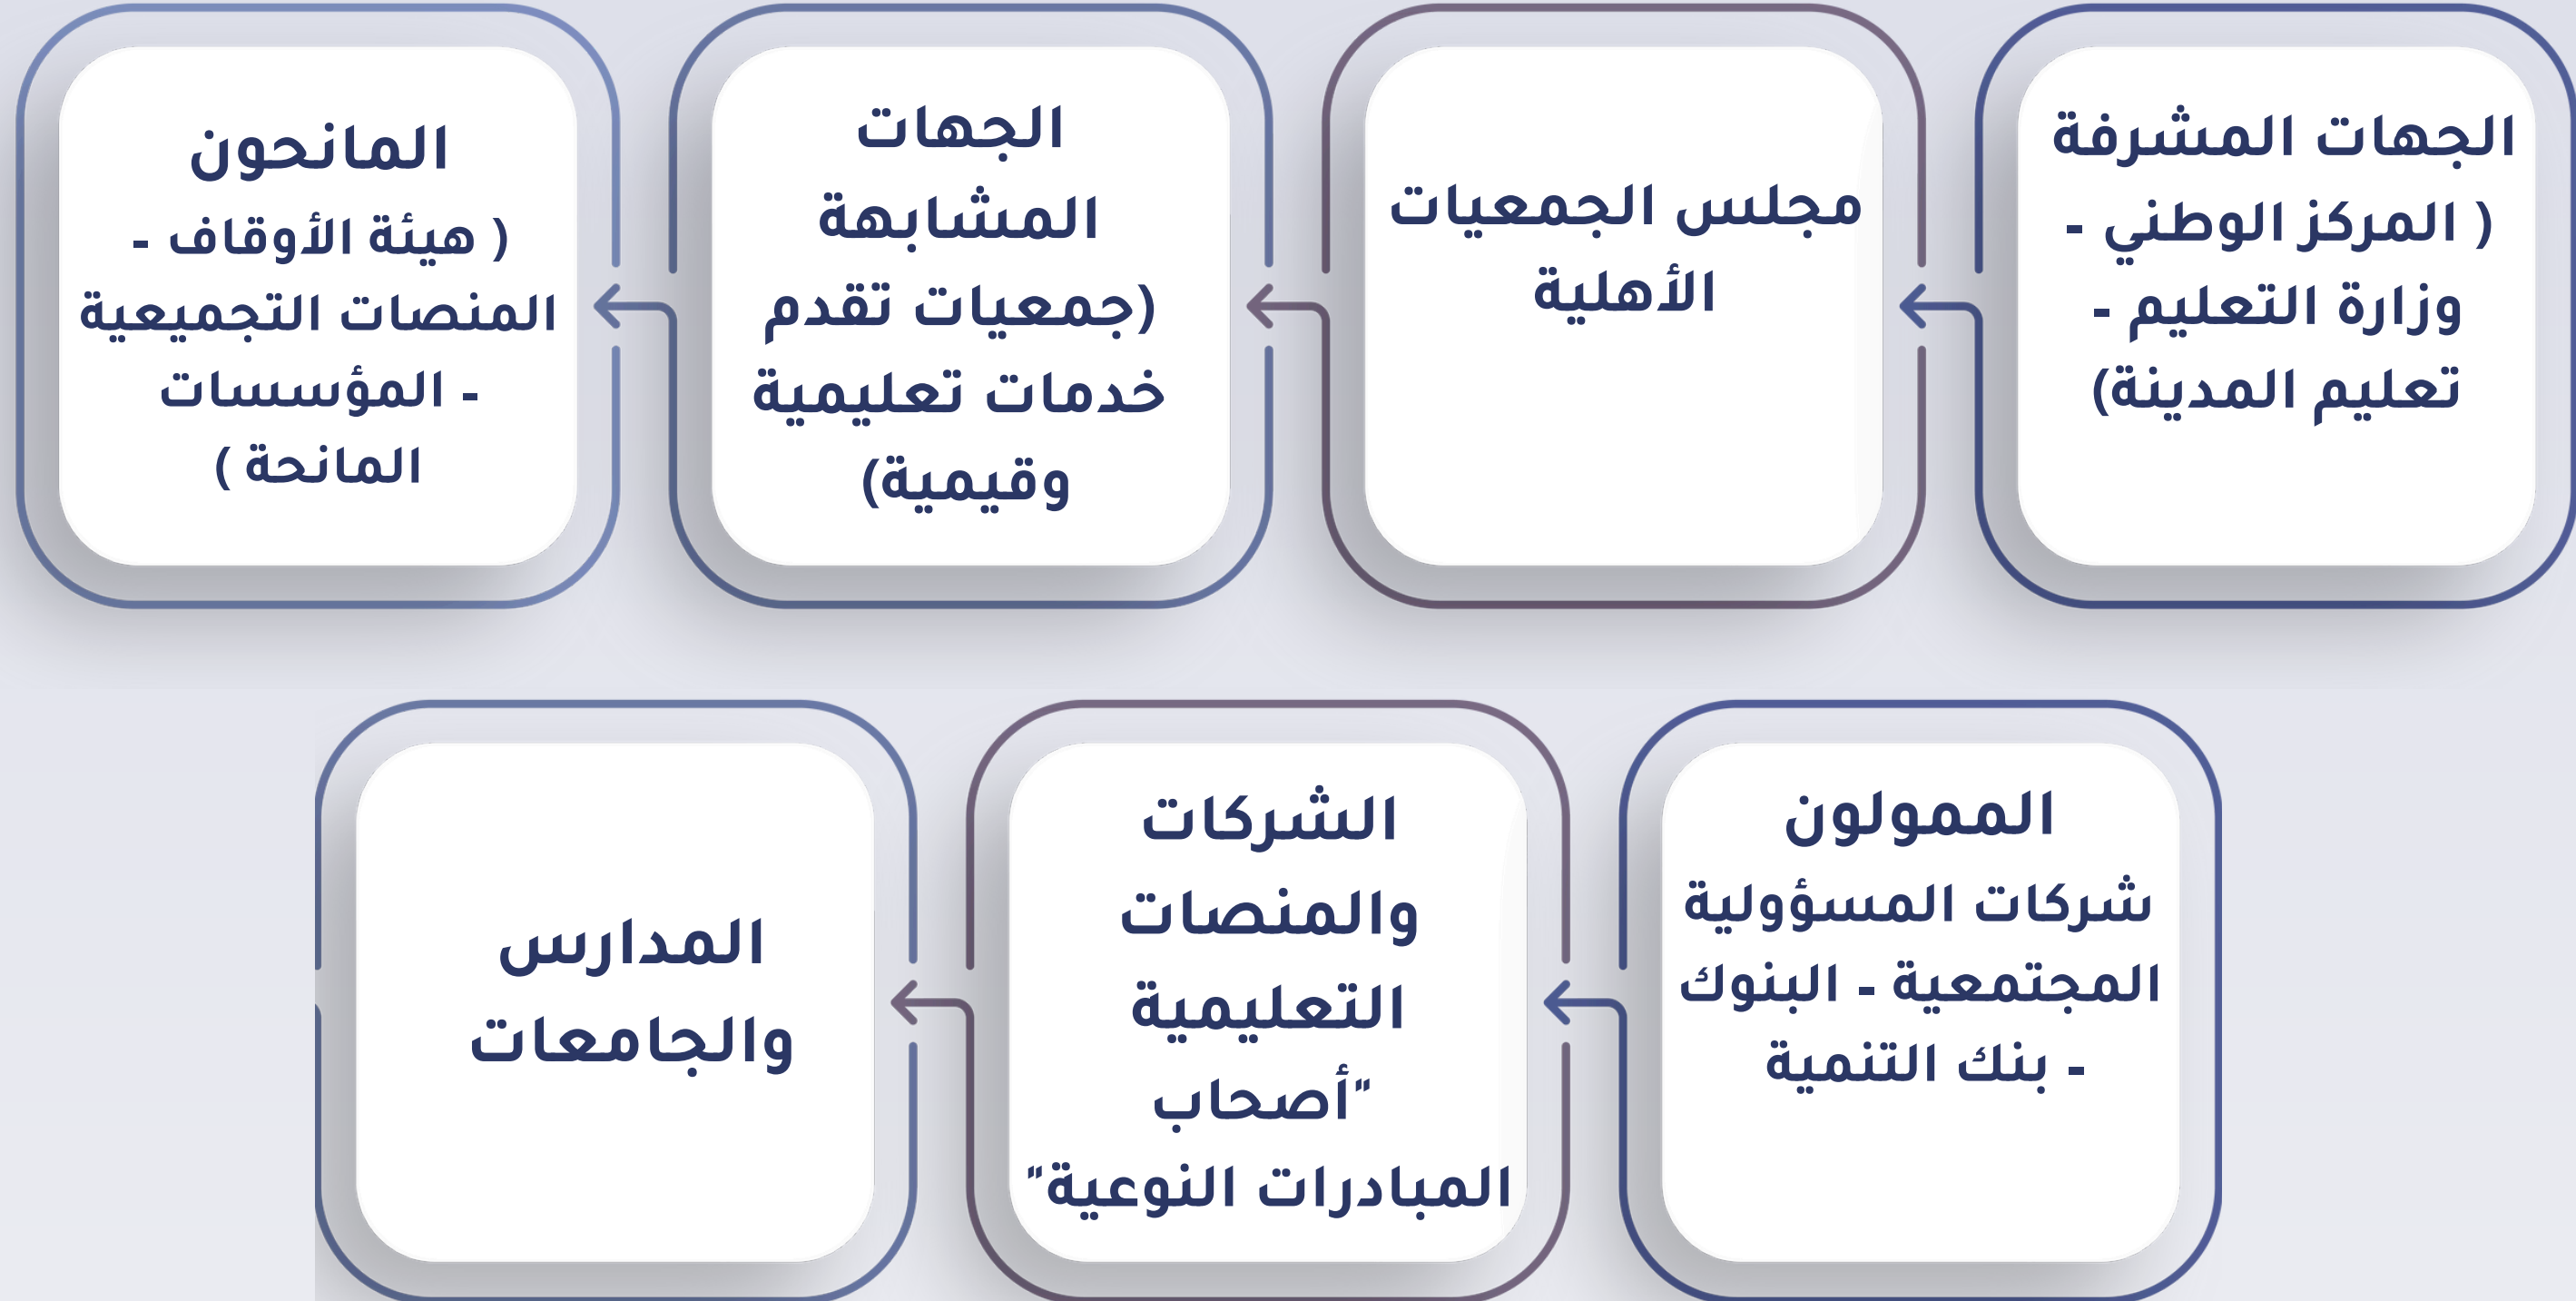 الجهات المشرفة
( المركز الوطني -
وزارة التعليم -
تعليم المدينة)
مجلس الجمعيات
الأهلية
الجهات
المشابهة
(جمعيات تقدم
خدمات تعليمية
وقيمية)
المانحون
( هيئة الأوقاف -
المنصات التجميعية
- المؤسسات
المانحة )
الممولون
شركات المسؤولية
المجتمعية - البنوك
- بنك التنمية
الشركات
والمنصات
التعليمية
"أصحاب
المبادرات النوعية"
المدارس
والجامعات